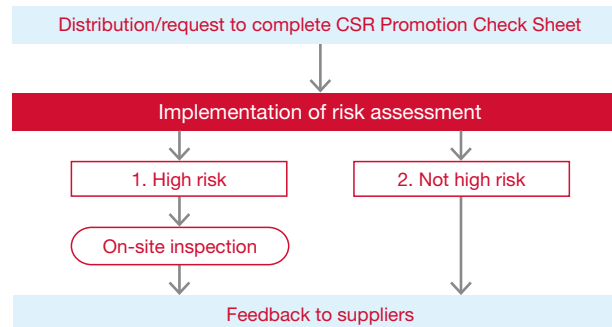 Distribution/request to complete CSR Promotion Check Sheet
Implementation of risk assessment
1. High risk
2. Not high risk
On-site inspection
Feedback to suppliers